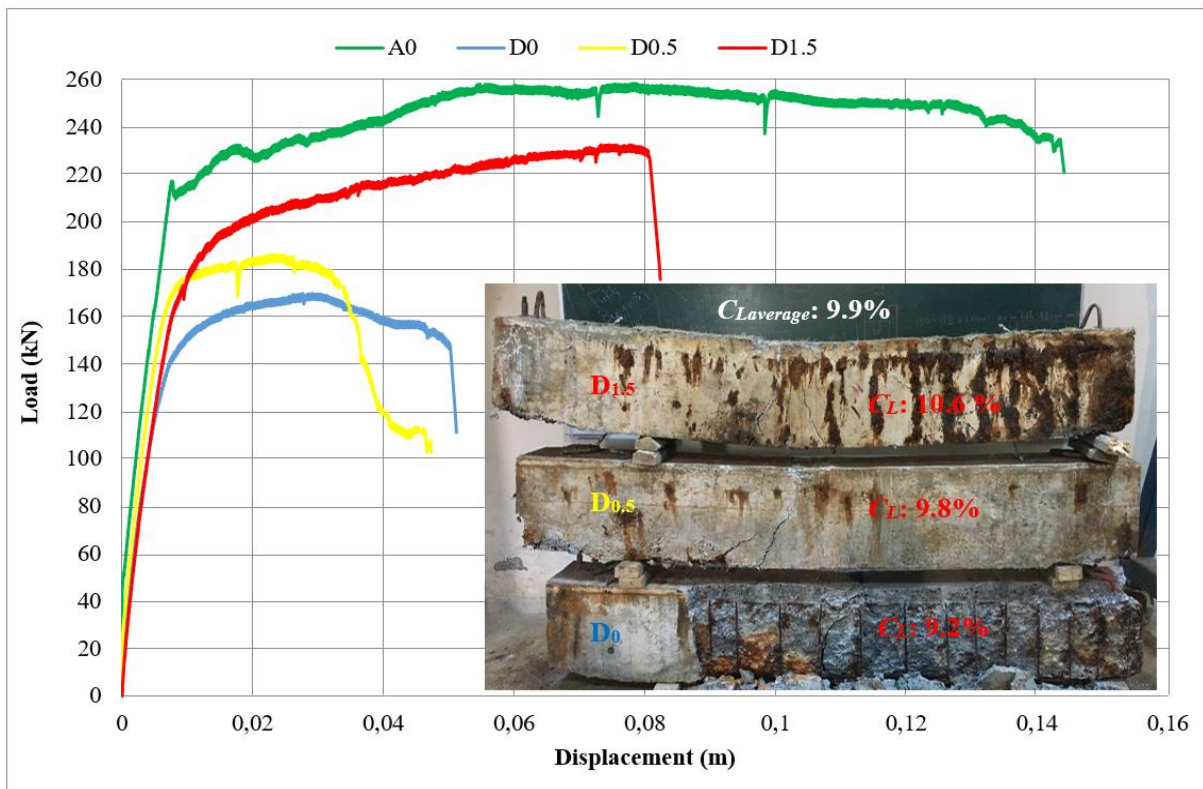 A0 D0 D0.5 D1.5
260
240
220
200
180
160
140
120
100
80
60
40
20
0
Load (kN)
0 0,02 0,04 0,06 0,08 0,1 0,12 0,14 0,16
Displacement (m)
CLaverage: 9.9%
D1.5 CL: 10.6 %
D0.5 CL: 9.8%
D0 CL: 9.2%